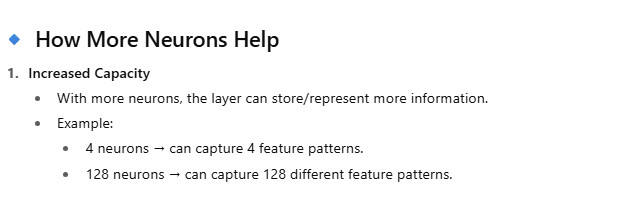 How More Neurons Help
1. Increased Capacity
• With more neurons, the layer can store/represent more information.
• Example:
• 4 neurons → can capture 4 feature patterns.
• 128 neurons → can capture 128 different feature patterns.